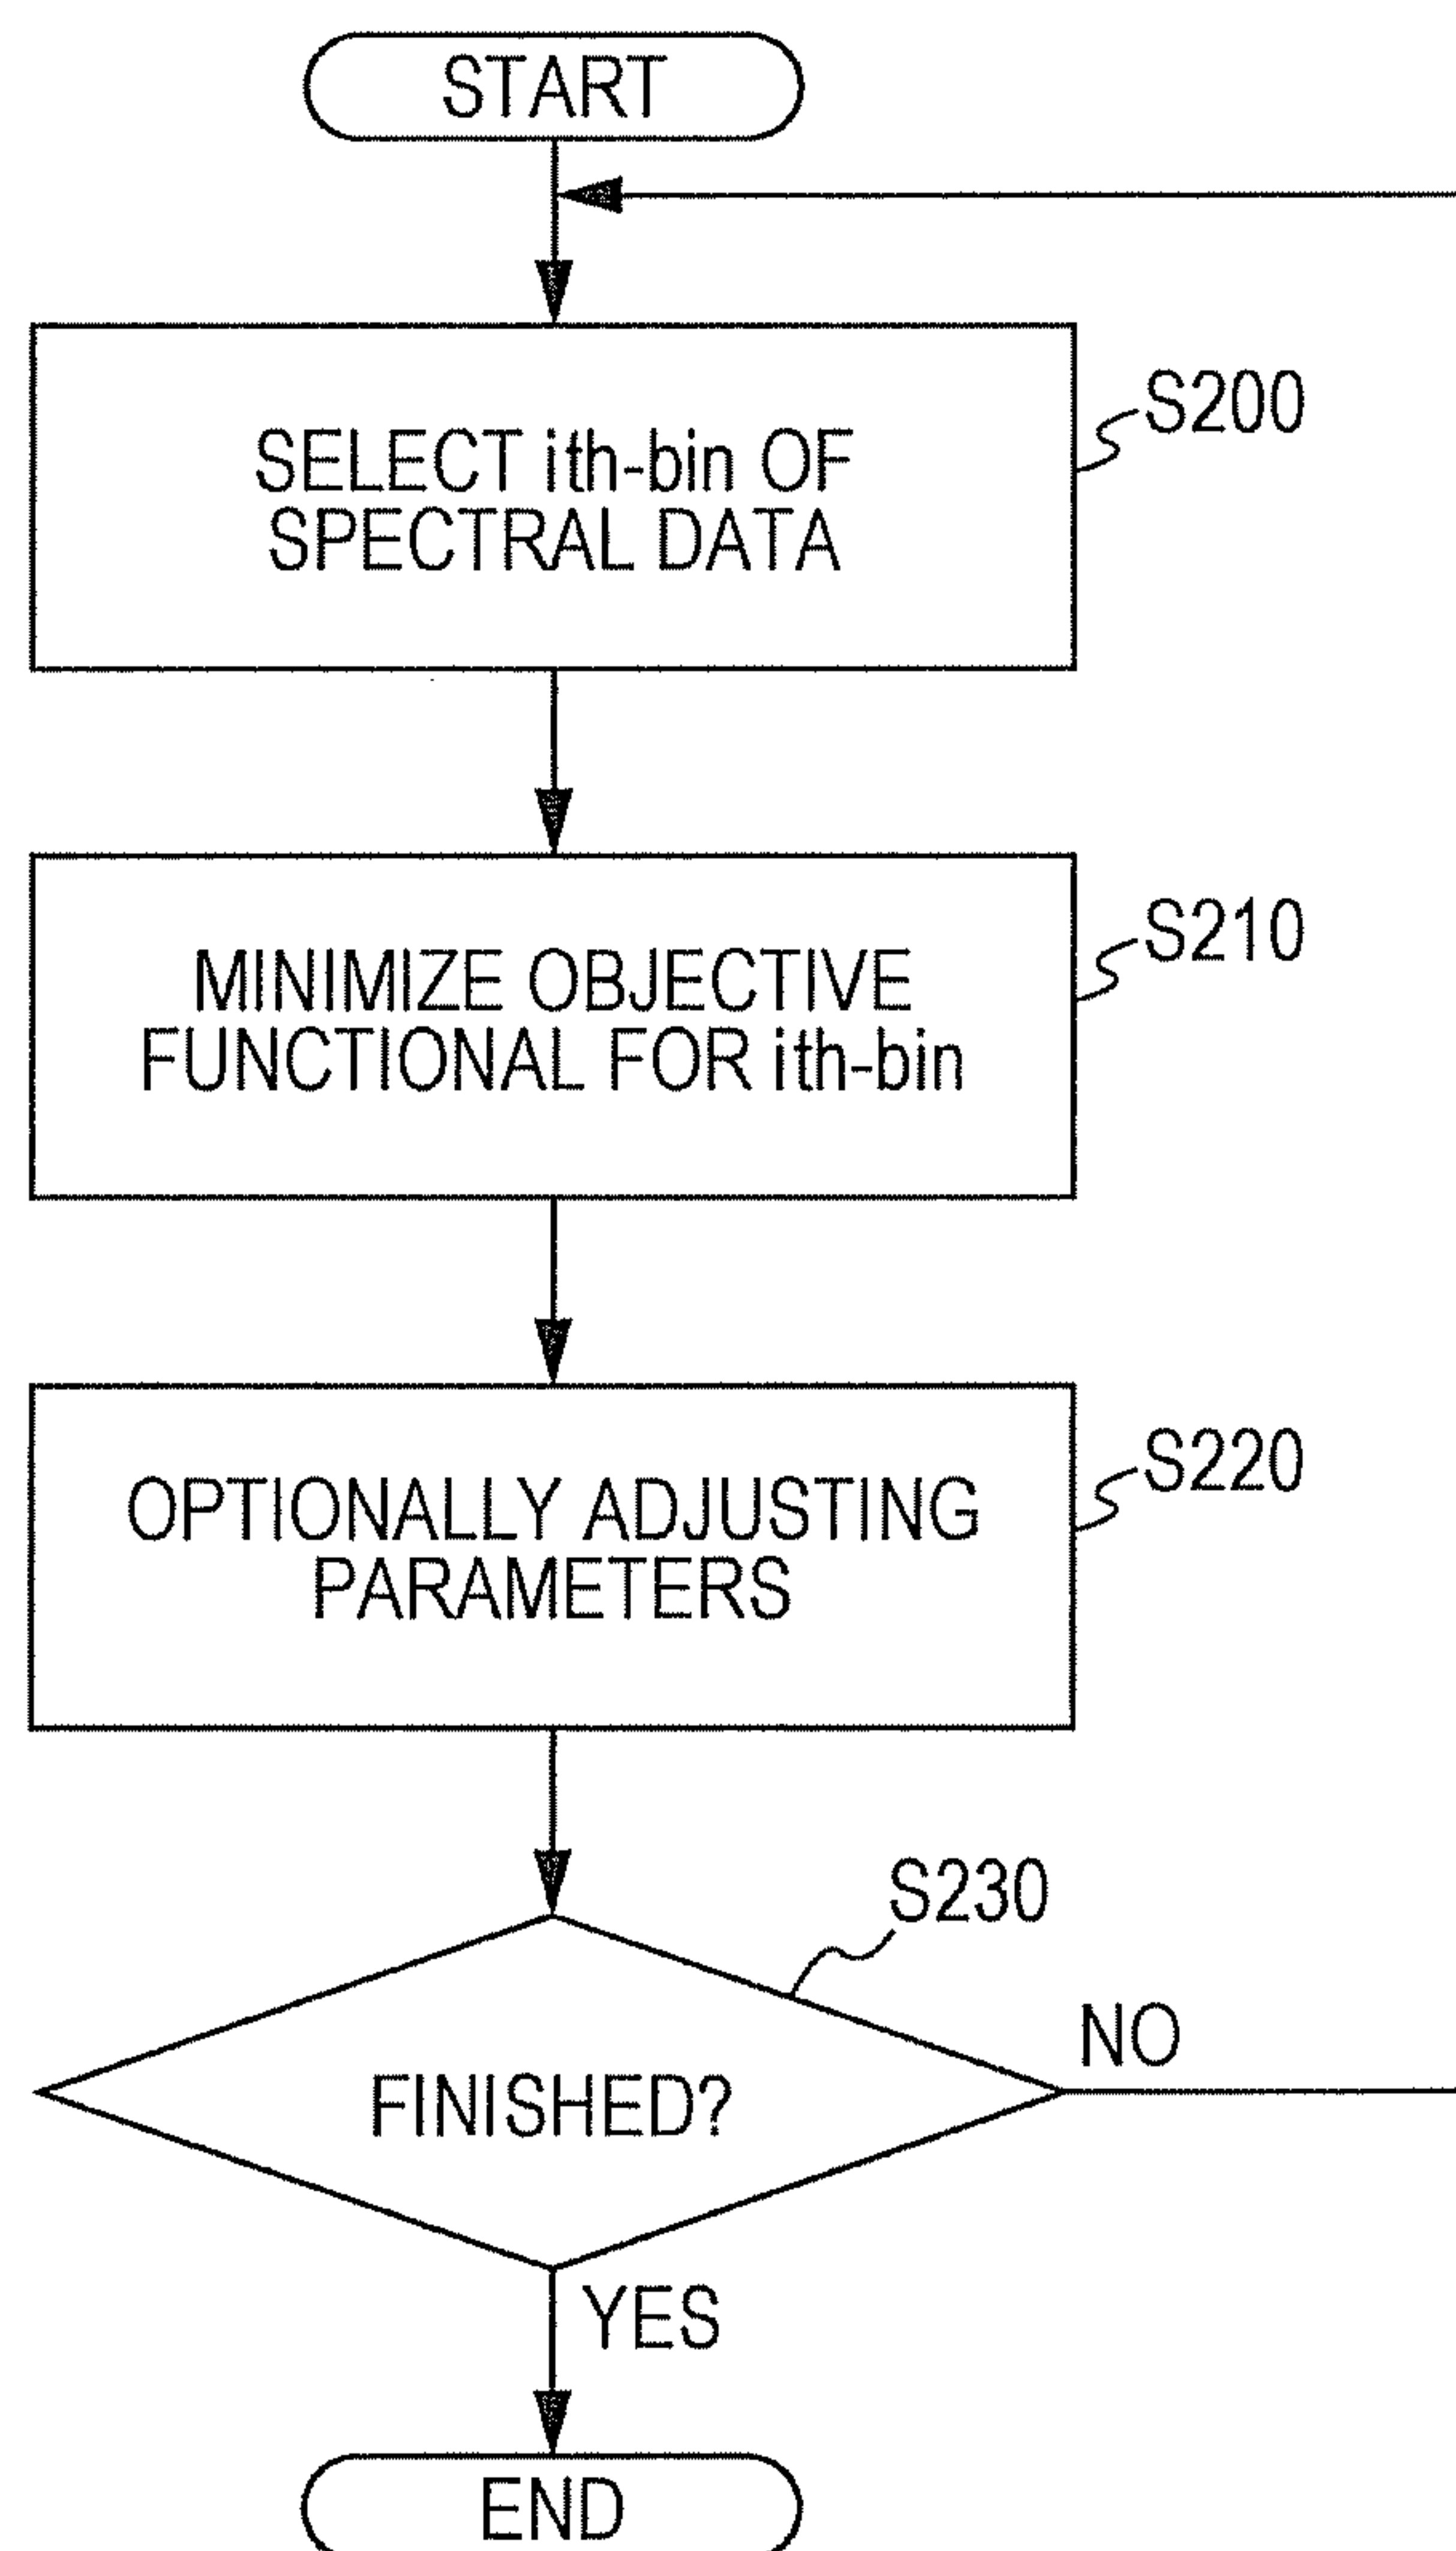 START
SELECT ith-bin OF
SPECTRAL DATA
S200
MINIMIZE OBJECTIVE
FUNCTIONAL FOR ith-bin
S210
OPTIONALLY ADJUSTING
PARAMETERS
S220
S230
FINISHED?
NO
YES
END